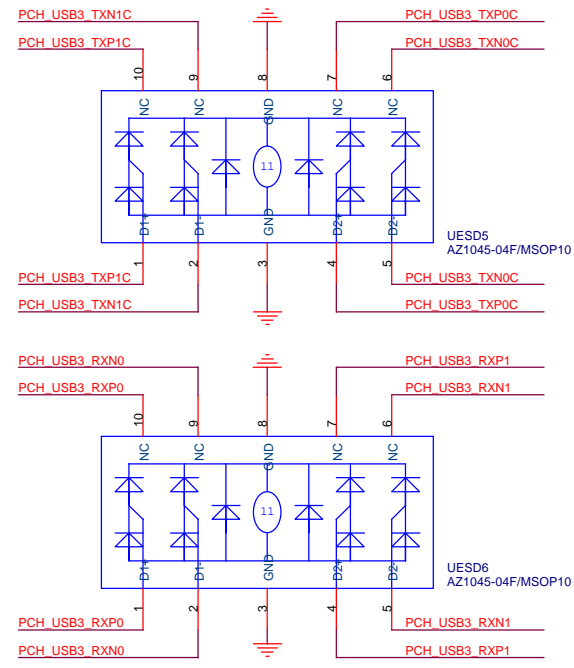 PCH_USB3_TXN1C
PCH_USB3_TXP0C
PCH_USB3_TXP1C
PCH_USB3_TXN0C
10
9
8
7
6
NC
NC
GND
NC
NC
11
D1+
D1-
GND
D2+
D2-
UESD5
AZ1045-04F/MSOP10
1
2
3
4
5
PCH_USB3_TXP1C
PCH_USB3_TXN0C
PCH_USB3_TXN1C
PCH_USB3_TXP0C
PCH_USB3_RXN0
PCH_USB3_RXP1
PCH_USB3_RXP0
PCH_USB3_RXN1
10
9
8
7
6
NC
NC
GND
NC
NC
11
D1+
D1-
GND
D2+
D2-
UESD6
AZ1045-04F/MSOP10
1
2
3
4
5
PCH_USB3_RXP0
PCH_USB3_RXN1
PCH_USB3_RXN0
PCH_USB3_RXP1